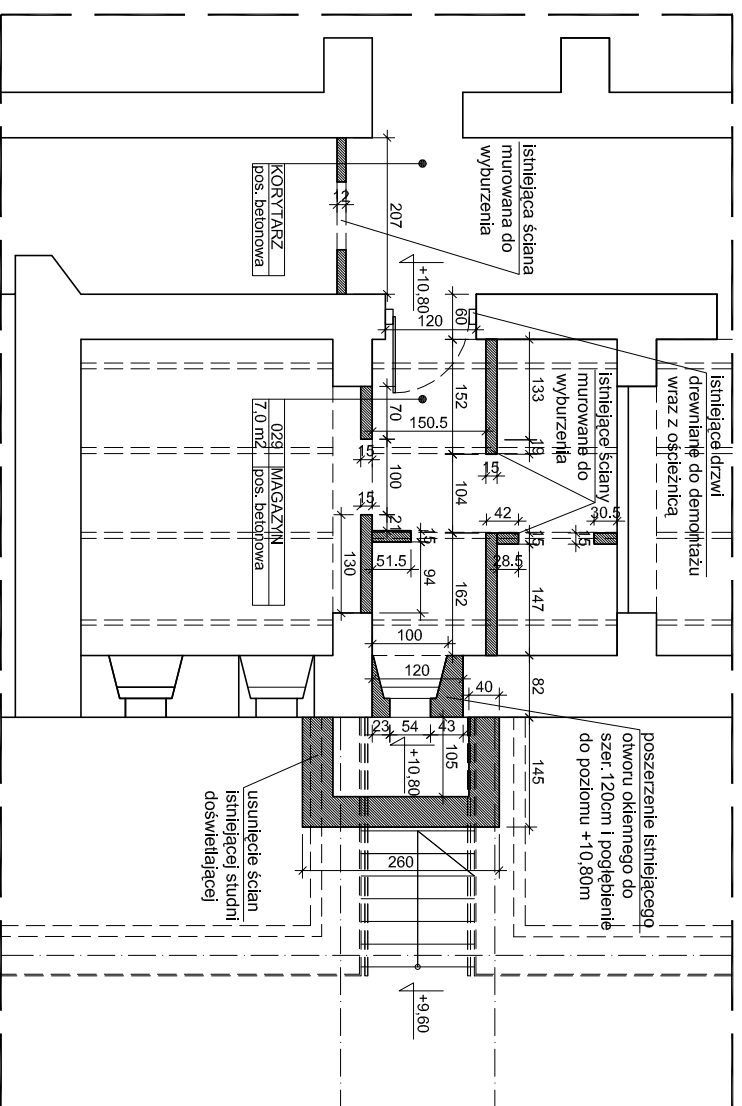 istniejąca ściana
murowana do
wyburzenia
KORYTARZ
pos. betonowa
12
207
+10,80
120
60
istniejące drzwi
drewniane do demontażu
wraz z ościeżnicą
istniejące ściany
murowane do
wyburzenia
133
19
152
70
150.5
15
100
15
104
15
42
30.5
15
15
21
15
51.5
94
28.5
130
162
147
029
MAGAZYN
7,0 m2
pos. betonowa
100
120
40
82
23
54
43
105
+10,80
145
260
poszerzenie istniejącego
otworu okiennego do
szer.120cm i pogłębienie
do poziomu +10,80m
usunięcie ścian
istniejącej studni
doświetlającej
+9,60